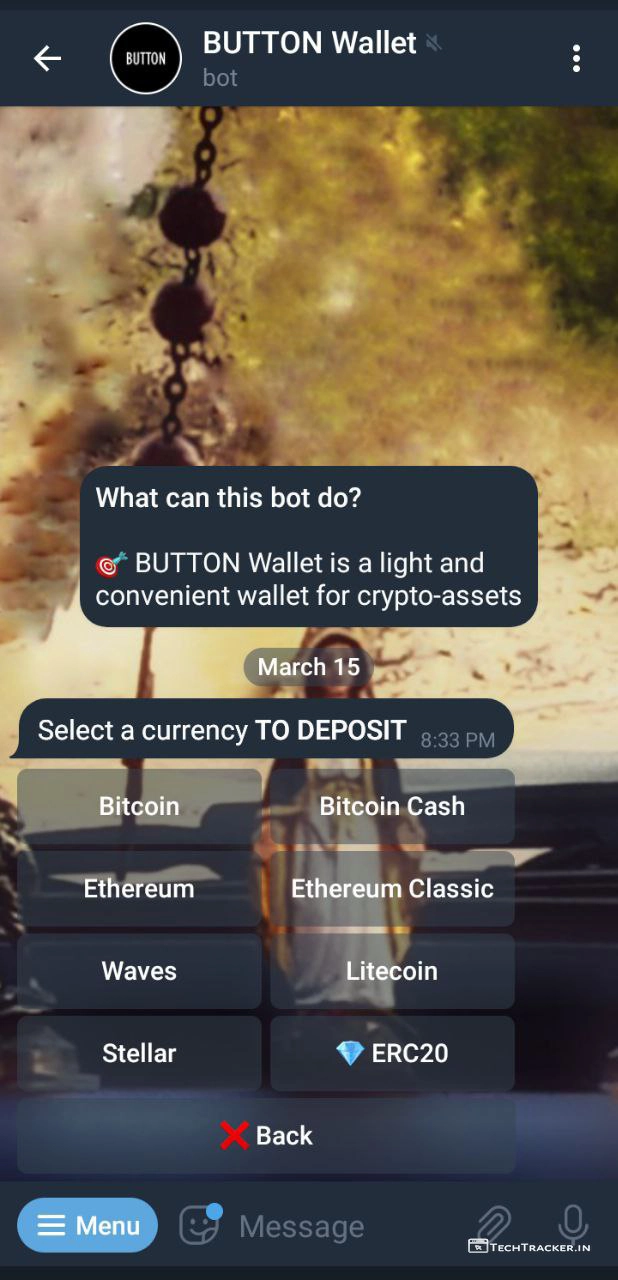 BUTTON
BUTTON Wallet
bot
What can this bot do?
🎯 BUTTON Wallet is a light and
convenient wallet for crypto-assets
March 15
Select a currency TO DEPOSIT 8:33 PM
Bitcoin
Bitcoin Cash
Ethereum
Ethereum Classic
Waves
Litecoin
Stellar
💎 ERC20
❌ Back
Menu
Message
TECHTRACKER.IN